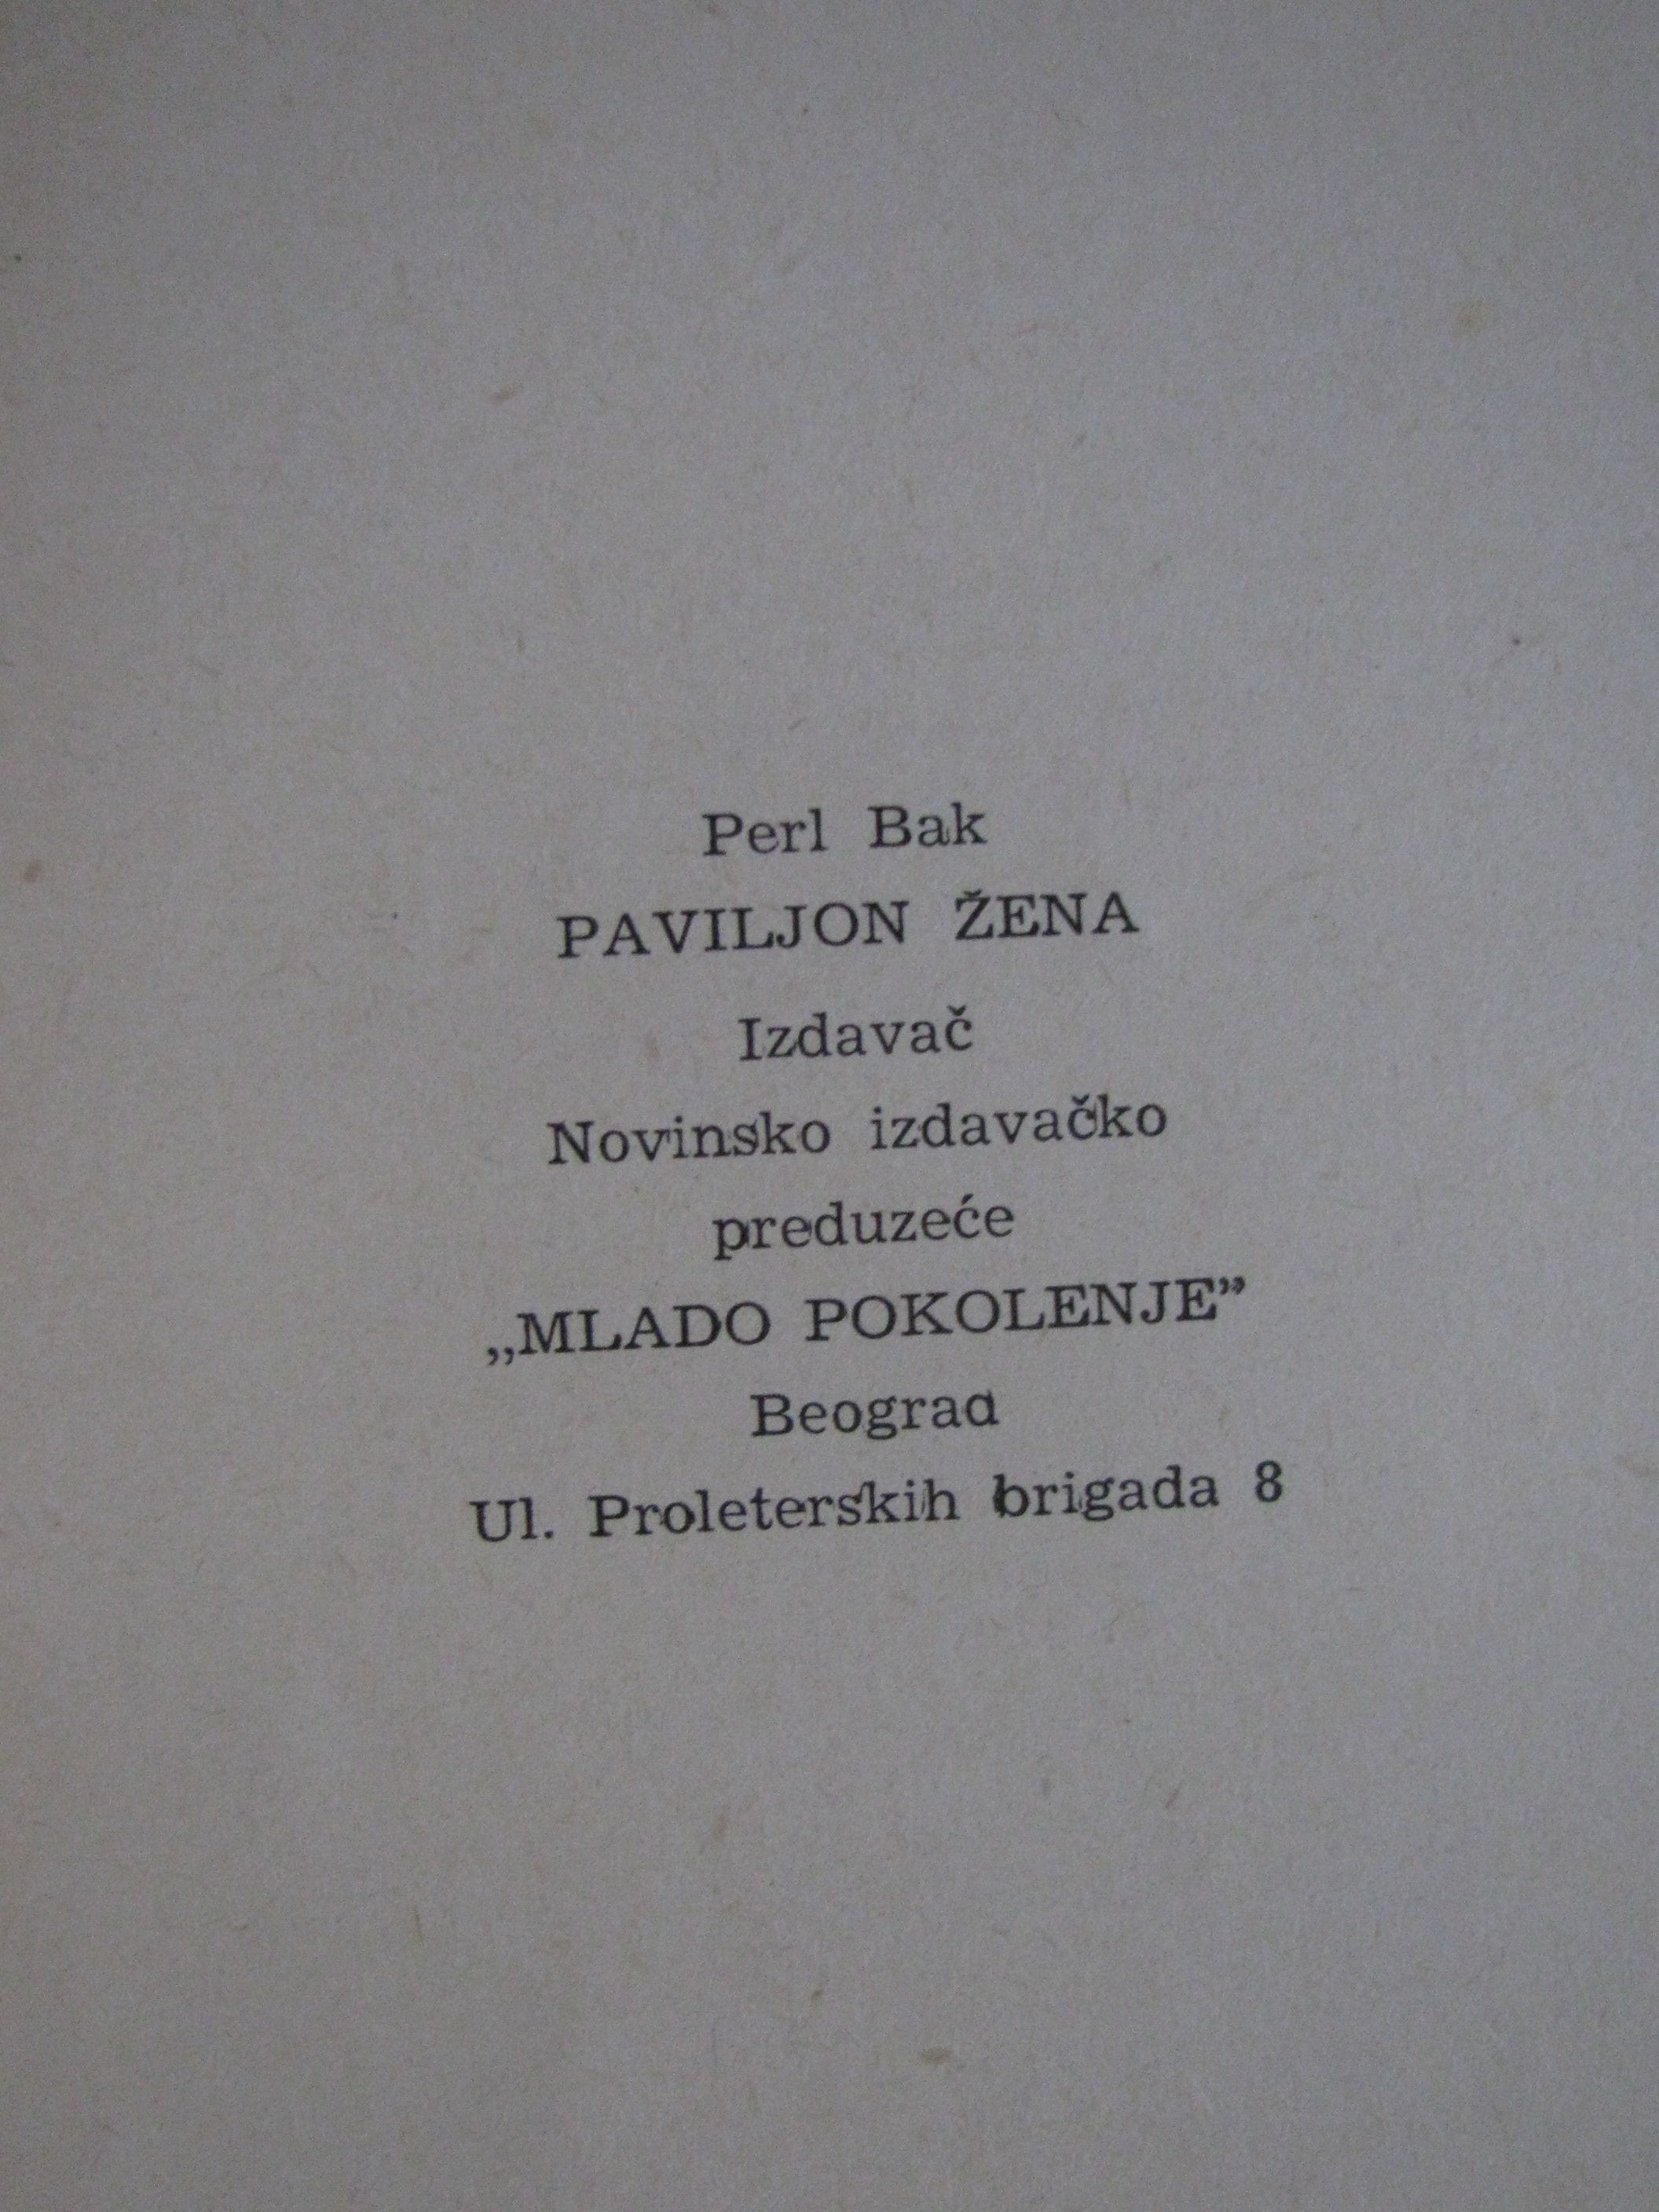 Perl Bak
PAVILJON ŽENA
Izdavač
Novinsko izdavačko
preduzeće
„MLADO POKOLENJE”
Beograd
Ul. Proleterskih brigada 8